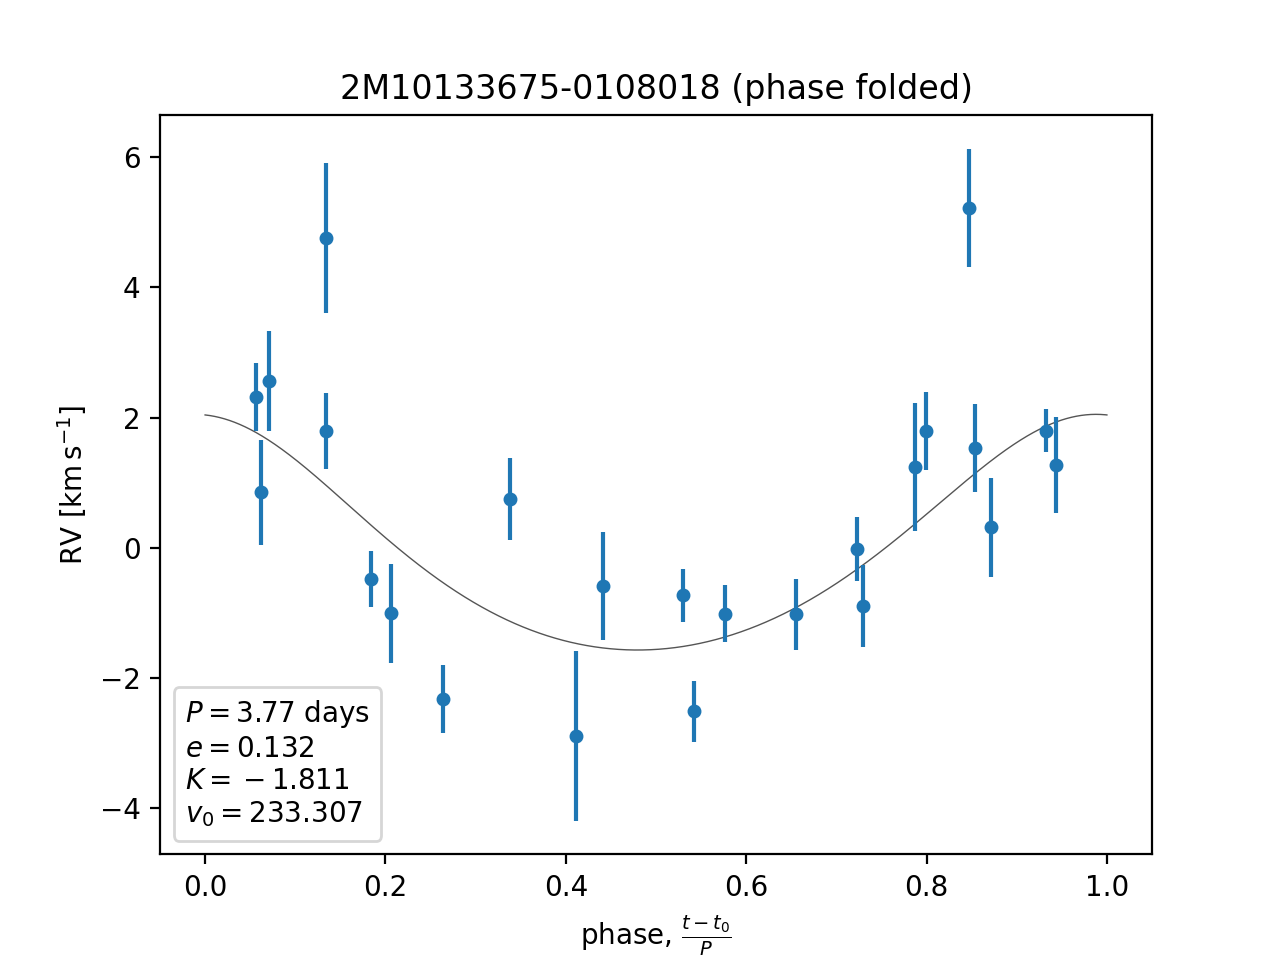 2M10133675-0108018 (phase folded)
6
4
2
0
−2
−4
RV [km s⁻¹]
P = 3.77 days
e = 0.132
K = −1.811
v₀ = 233.307
0.0 0.2 0.4 0.6 0.8 1.0
phase, (t − t₀)/P